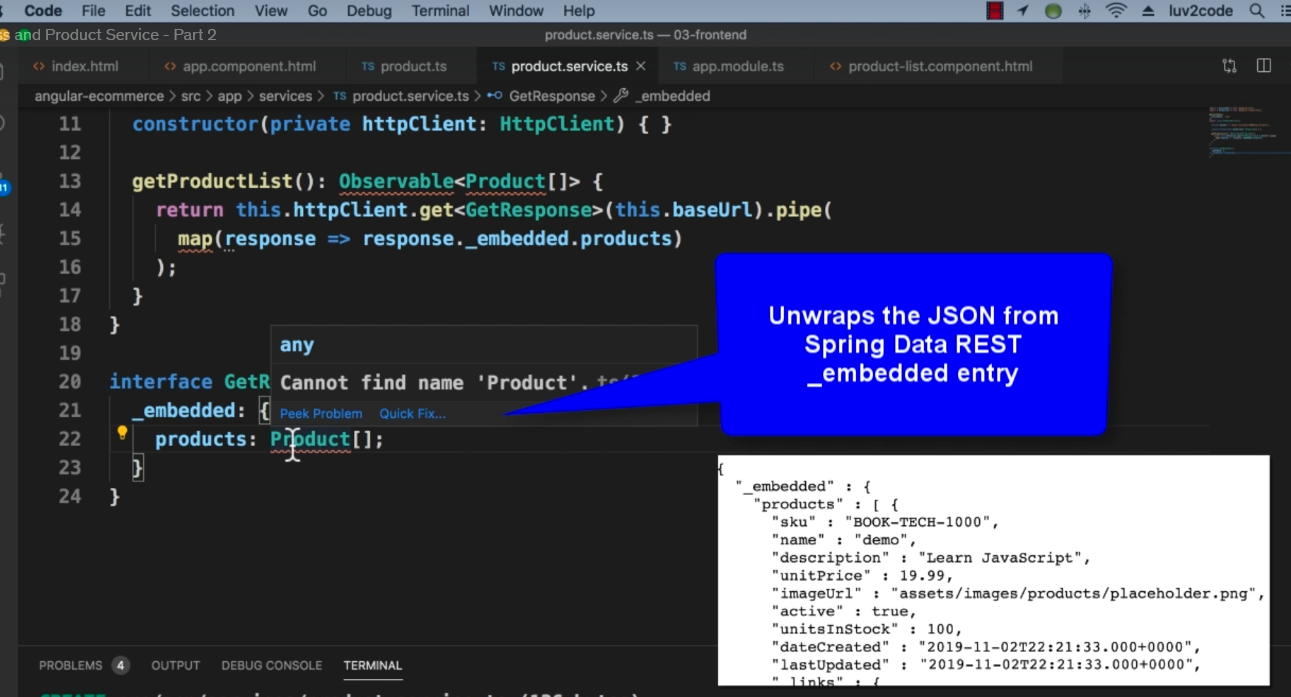 Code File Edit Selection View Go Debug Terminal Window Help luv2code
and Product Service - Part 2
product.service.ts — 03-frontend
<> index.html <> app.component.html TS product.ts TS product.service.ts × TS app.module.ts <> product-list.component.html
angular-ecommerce > src > app > services > TS product.service.ts > GetResponse > _embedded
11 constructor(private httpClient: HttpClient) { }
12
13 getProductList(): Observable<Product[]> {
14 return this.httpClient.get<GetResponse>(this.baseUrl).pipe(
15 map(response => response._embedded.products)
16 );
17 }
18 }
19
20 interface GetR
21 _embedded: {
22 products: Product[];
23 }
24 }
any
Cannot find name 'Product'.
Peek Problem Quick Fix...
Unwraps the JSON from
Spring Data REST
_embedded entry
{
"_embedded" : {
"products" : [ {
"sku" : "BOOK-TECH-1000",
"name" : "demo",
"description" : "Learn JavaScript",
"unitPrice" : 19.99,
"imageUrl" : "assets/images/products/placeholder.png",
"active" : true,
"unitsInStock" : 100,
"dateCreated" : "2019-11-02T22:21:33.000+0000",
"lastUpdated" : "2019-11-02T22:21:33.000+0000",
"_links" : {
PROBLEMS 4 OUTPUT DEBUG CONSOLE TERMINAL